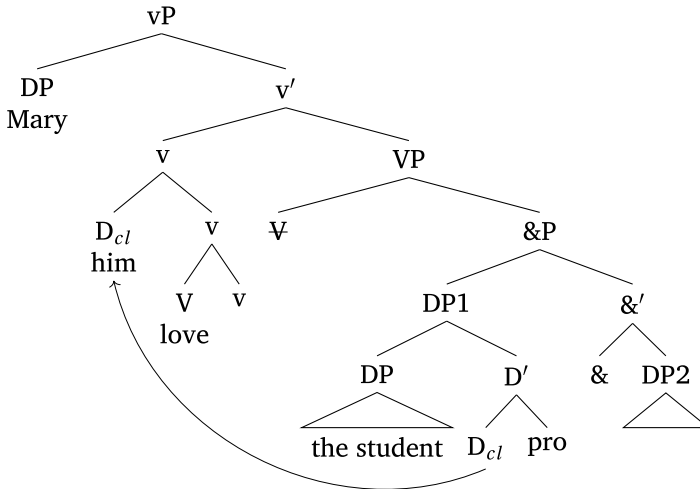 vP
DP
Mary
v′
v
VP
D_cl
him
v
V̶
&P
V
love
v
DP1
&′
DP
D′
&
DP2
the student
D_cl
pro